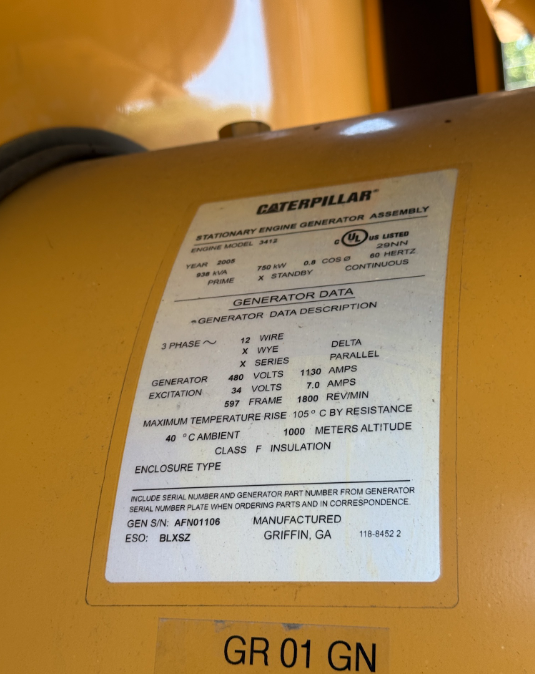 CATERPILLAR®
STATIONARY ENGINE GENERATOR ASSEMBLY
ENGINE MODEL 3412
C UL US LISTED
29NN
YEAR 2005
938 kVA 750 kW 0.8 COS Ø 60 HERTZ
PRIME X STANDBY CONTINUOUS
GENERATOR DATA
GENERATOR DATA DESCRIPTION
3 PHASE ~ 12 WIRE
X WYE DELTA
X SERIES PARALLEL
GENERATOR 480 VOLTS 1130 AMPS
EXCITATION 34 VOLTS 7.0 AMPS
597 FRAME 1800 REV/MIN
MAXIMUM TEMPERATURE RISE 105° C BY RESISTANCE
40 °C AMBIENT 1000 METERS ALTITUDE
CLASS F INSULATION
ENCLOSURE TYPE
INCLUDE SERIAL NUMBER AND GENERATOR PART NUMBER FROM GENERATOR
SERIAL NUMBER PLATE WHEN ORDERING PARTS AND IN CORRESPONDENCE.
GEN S/N: AFN01106 MANUFACTURED
ESO: BLXSZ GRIFFIN, GA 118-8452 2
GR 01 GN